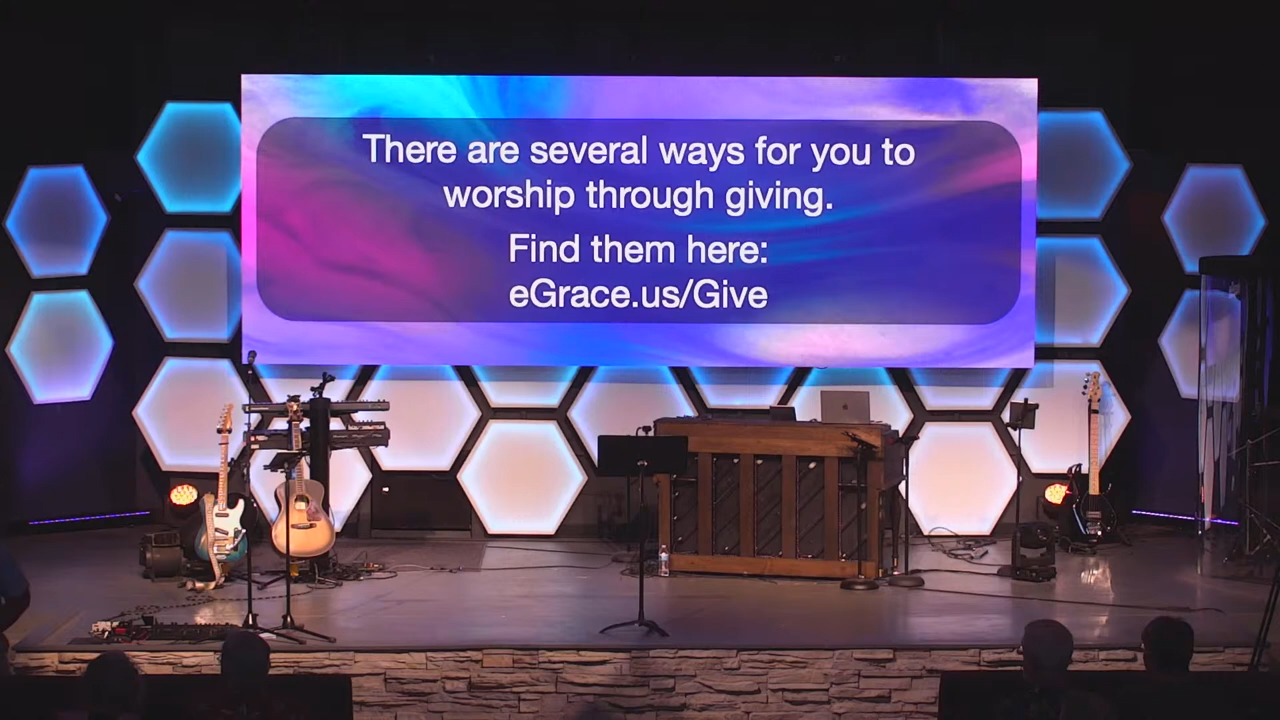 There are several ways for you to
worship through giving.
Find them here:
eGrace.us/Give